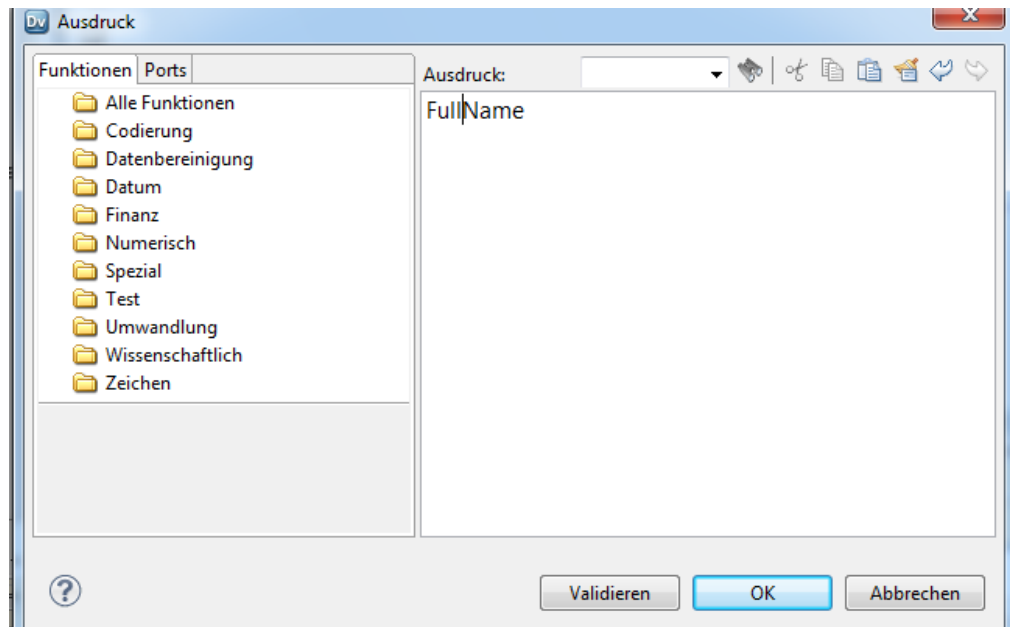 Dv Ausdruck
Funktionen Ports
Alle Funktionen
Codierung
Datenbereinigung
Datum
Finanz
Numerisch
Spezial
Test
Umwandlung
Wissenschaftlich
Zeichen
Ausdruck:
FullName
?
Validieren OK Abbrechen